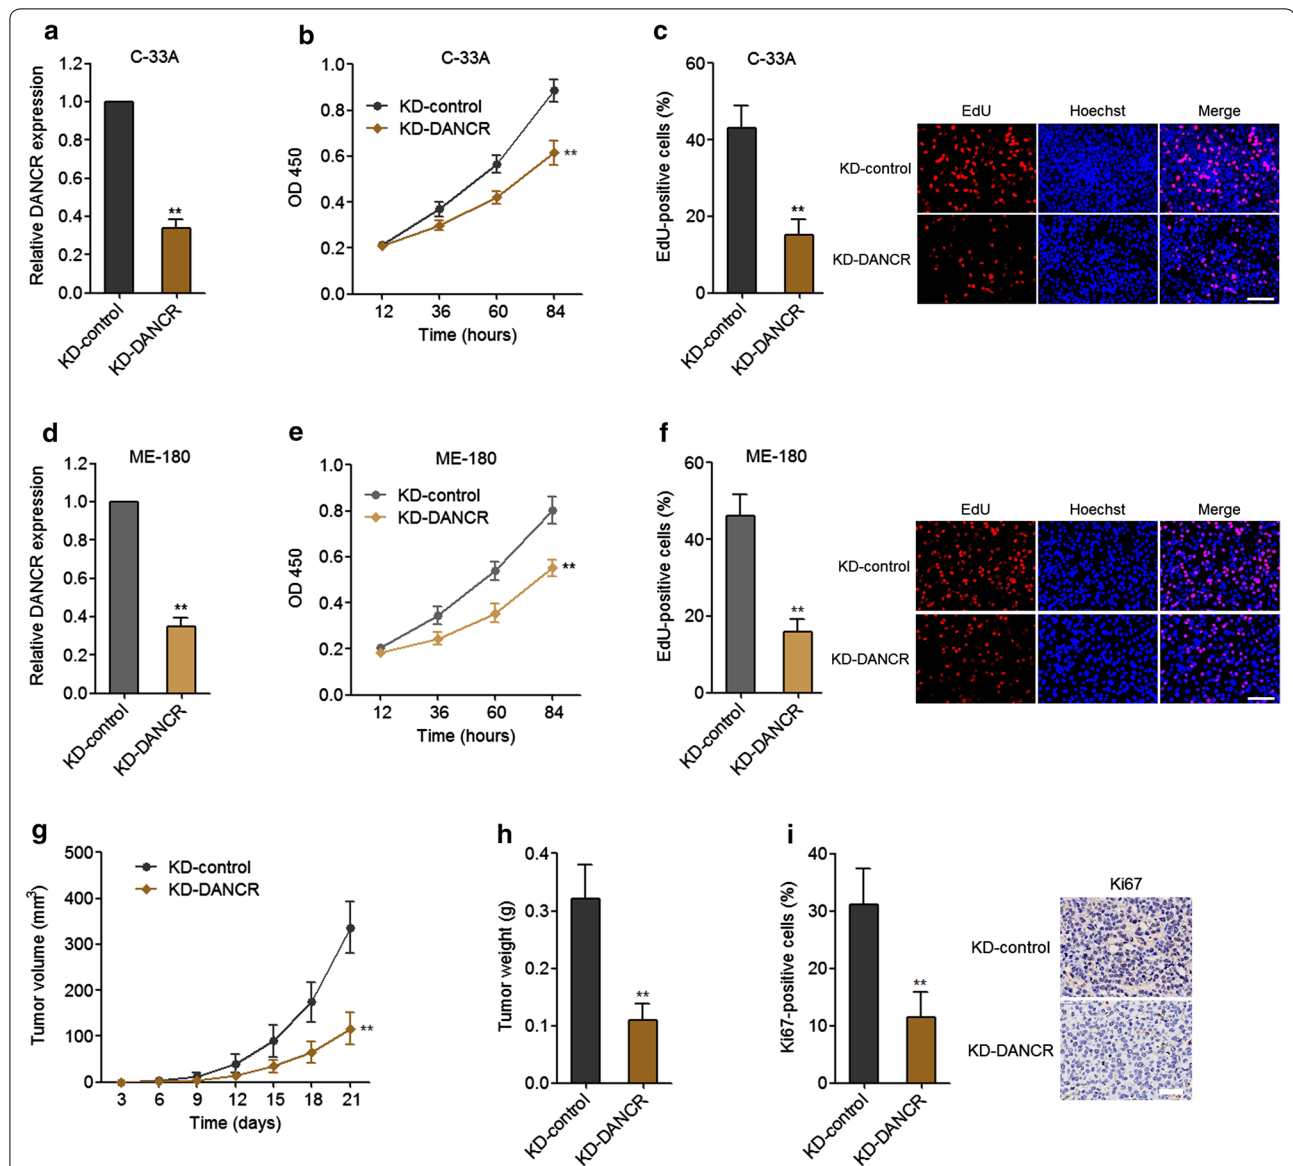 a
C-33A
Relative DANCR expression
1.2
1.0
0.8
0.6
0.4
0.2
0.0
**
KD-control
KD-DANCR
b
C-33A
OD 450
1.0
0.8
0.6
0.4
0.2
0.0
KD-control
KD-DANCR
**
12 36 60 84
Time (hours)
c
C-33A
EdU-positive cells (%)
60
40
20
0
**
KD-control
KD-DANCR
EdU Hoechst Merge
KD-control
KD-DANCR
d
ME-180
Relative DANCR expression
1.2
1.0
0.8
0.6
0.4
0.2
0.0
**
KD-control
KD-DANCR
e
ME-180
OD 450
1.0
0.8
0.6
0.4
0.2
0.0
KD-control
KD-DANCR
**
12 36 60 84
Time (hours)
f
ME-180
EdU-positive cells (%)
60
40
20
0
**
KD-control
KD-DANCR
EdU Hoechst Merge
KD-control
KD-DANCR
g
Tumor volume (mm³)
500
400
300
200
100
0
KD-control
KD-DANCR
**
3 6 9 12 15 18 21
Time (days)
h
Tumor weight (g)
0.4
0.3
0.2
0.1
0.0
**
KD-control
KD-DANCR
i
Ki67-positive cells (%)
40
30
20
10
0
**
KD-control
KD-DANCR
Ki67
KD-control
KD-DANCR